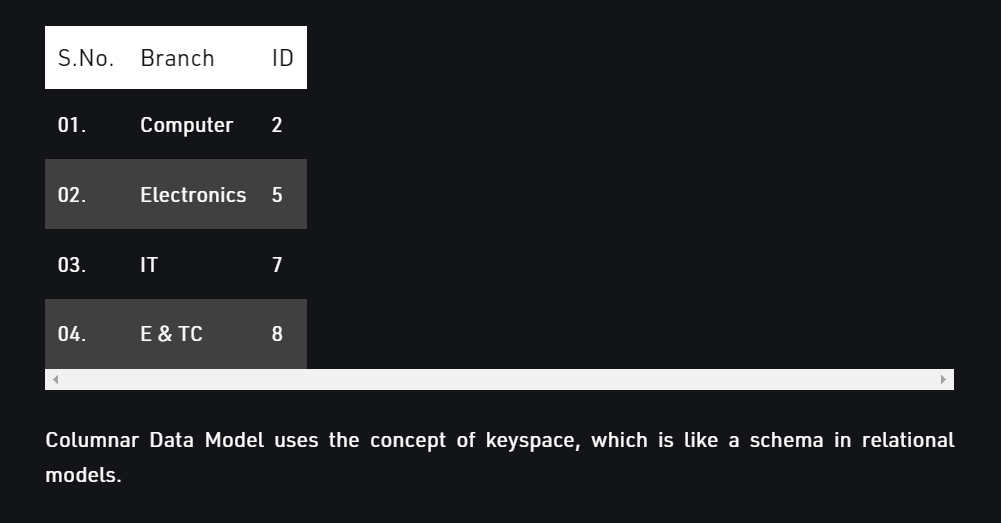 S.No. Branch ID
01. Computer 2
02. Electronics 5
03. IT 7
04. E & TC 8
Columnar Data Model uses the concept of keyspace, which is like a schema in relational
models.